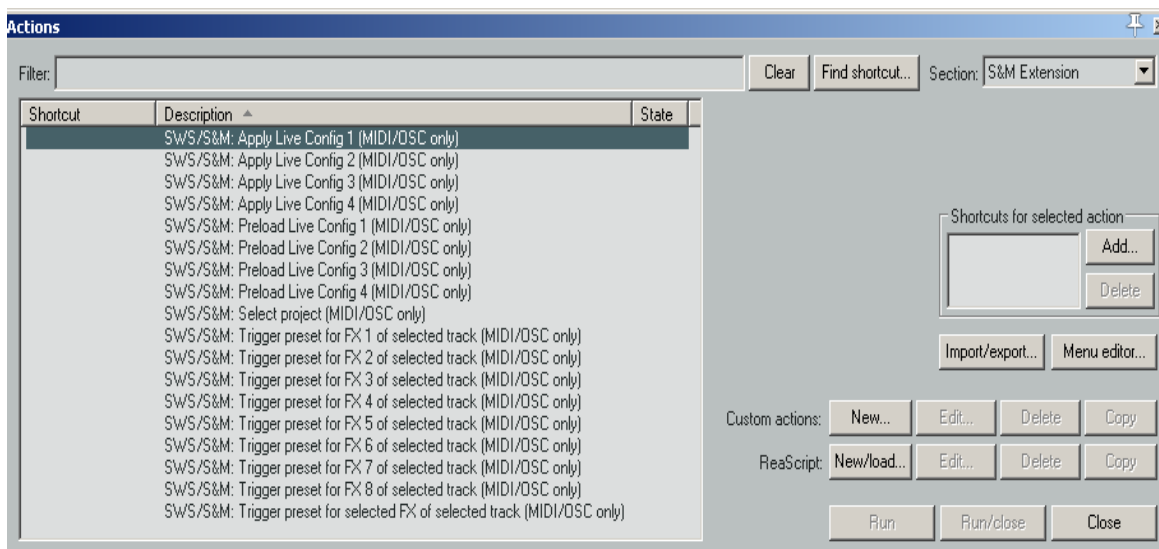 Actions
Filter: Clear Find shortcut... Section: S&M Extension
Shortcut Description State
SWS/S&M: Apply Live Config 1 (MIDI/OSC only)
SWS/S&M: Apply Live Config 2 (MIDI/OSC only)
SWS/S&M: Apply Live Config 3 (MIDI/OSC only)
SWS/S&M: Apply Live Config 4 (MIDI/OSC only)
SWS/S&M: Preload Live Config 1 (MIDI/OSC only)
SWS/S&M: Preload Live Config 2 (MIDI/OSC only)
SWS/S&M: Preload Live Config 3 (MIDI/OSC only)
SWS/S&M: Preload Live Config 4 (MIDI/OSC only)
SWS/S&M: Select project (MIDI/OSC only)
SWS/S&M: Trigger preset for FX 1 of selected track (MIDI/OSC only)
SWS/S&M: Trigger preset for FX 2 of selected track (MIDI/OSC only)
SWS/S&M: Trigger preset for FX 3 of selected track (MIDI/OSC only)
SWS/S&M: Trigger preset for FX 4 of selected track (MIDI/OSC only)
SWS/S&M: Trigger preset for FX 5 of selected track (MIDI/OSC only)
SWS/S&M: Trigger preset for FX 6 of selected track (MIDI/OSC only)
SWS/S&M: Trigger preset for FX 7 of selected track (MIDI/OSC only)
SWS/S&M: Trigger preset for FX 8 of selected track (MIDI/OSC only)
SWS/S&M: Trigger preset for selected FX of selected track (MIDI/OSC only)
Shortcuts for selected action
Add...
Delete
Import/export... Menu editor...
Custom actions: New... Edit... Delete Copy
ReaScript: New/load... Edit... Delete Copy
Run Run/close Close